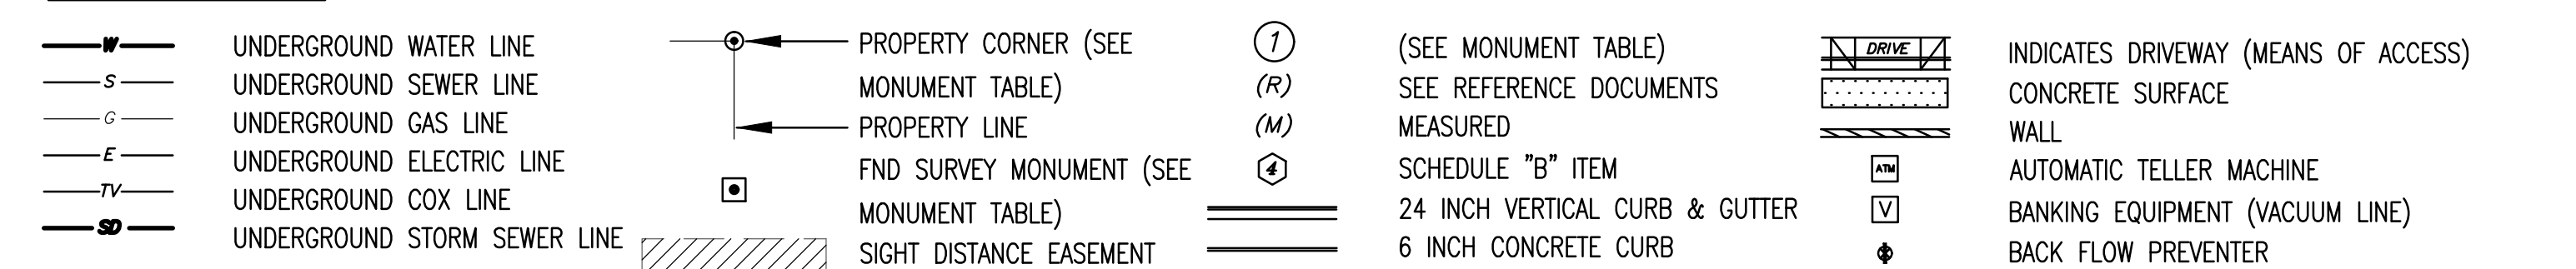 W UNDERGROUND WATER LINE
S UNDERGROUND SEWER LINE
G UNDERGROUND GAS LINE
E UNDERGROUND ELECTRIC LINE
TV UNDERGROUND COX LINE
SD UNDERGROUND STORM SEWER LINE
PROPERTY CORNER (SEE
MONUMENT TABLE)
PROPERTY LINE
FND SURVEY MONUMENT (SEE
MONUMENT TABLE)
SIGHT DISTANCE EASEMENT
1 (SEE MONUMENT TABLE)
(R) SEE REFERENCE DOCUMENTS
(M) MEASURED
4 SCHEDULE "B" ITEM
24 INCH VERTICAL CURB & GUTTER
6 INCH CONCRETE CURB
DRIVE INDICATES DRIVEWAY (MEANS OF ACCESS)
CONCRETE SURFACE
WALL
ATM AUTOMATIC TELLER MACHINE
V BANKING EQUIPMENT (VACUUM LINE)
BACK FLOW PREVENTER